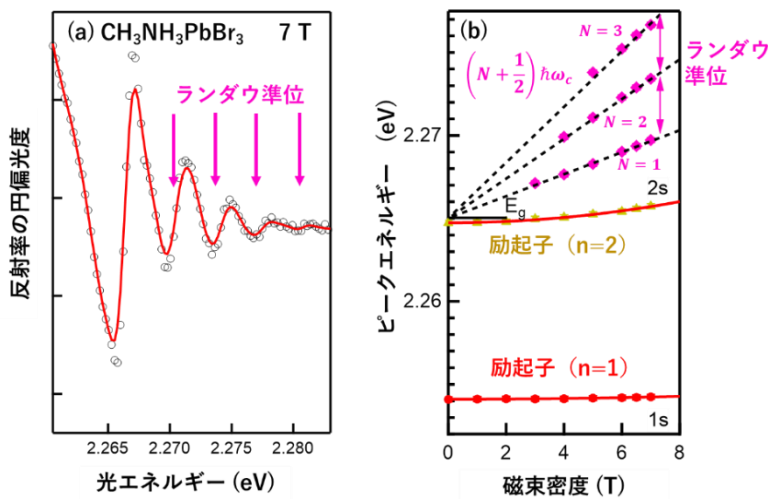 (a) CH₃NH₃PbBr₃ 7 T
ランダウ準位
反射率の円偏光度
2.265 2.270 2.275 2.280
光エネルギー (eV)
(b)
N = 3
ランダウ
準位
(N + 1/2) ℏω_c
N = 2
N = 1
2.27
E_g
2s
励起子 (n=2)
2.26
励起子 (n=1)
1s
ピークエネルギー (eV)
0 2 4 6 8
磁束密度 (T)